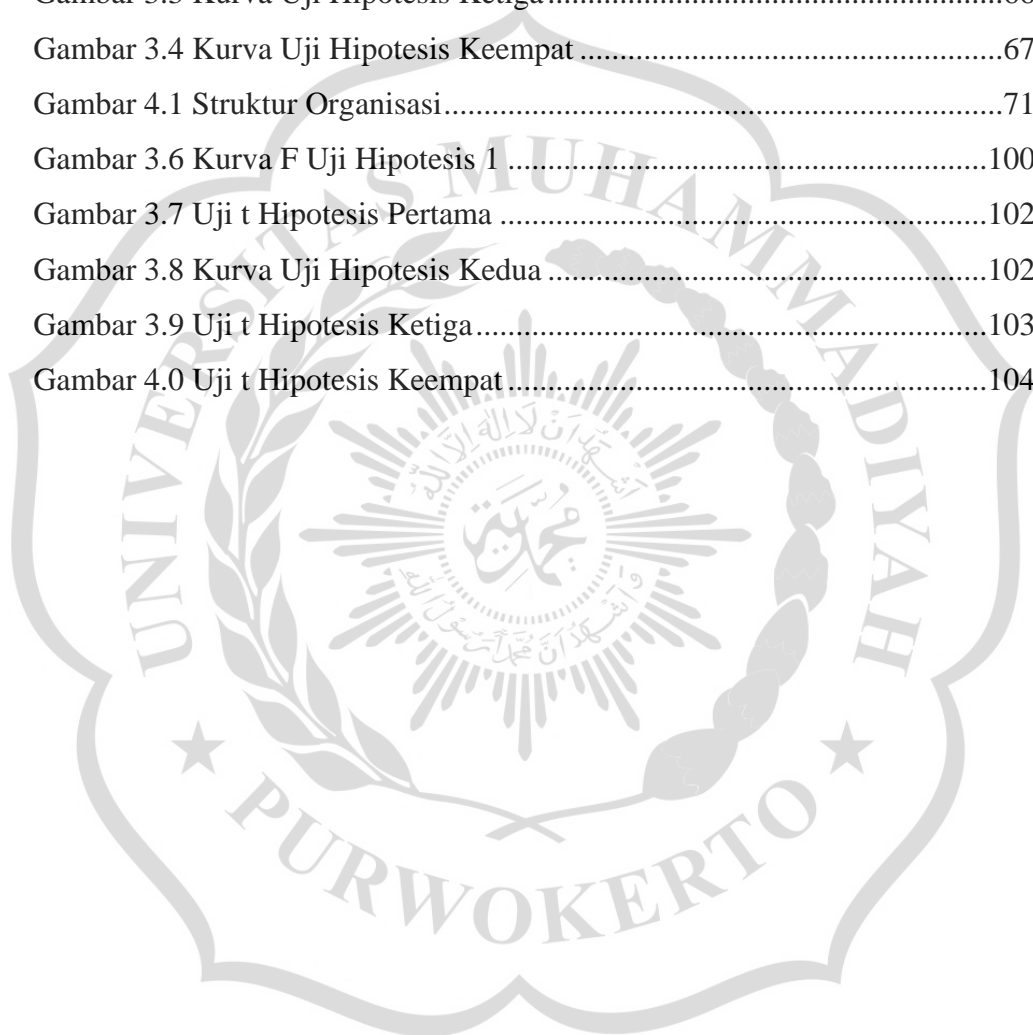 Gambar 3.4 Kurva Uji Hipotesis Keempat ....................................................67
Gambar 4.1 Struktur Organisasi......................................................................71
Gambar 3.6 Kurva F Uji Hipotesis 1 ...........................................................100
Gambar 3.7 Uji t Hipotesis Pertama ............................................................102
Gambar 3.8 Kurva Uji Hipotesis Kedua ......................................................102
Gambar 3.9 Uji t Hipotesis Ketiga...............................................................103
Gambar 4.0 Uji t Hipotesis Keempat...........................................................104
UNIVERSITAS MUHAMMADIYAH
PURWOKERTO